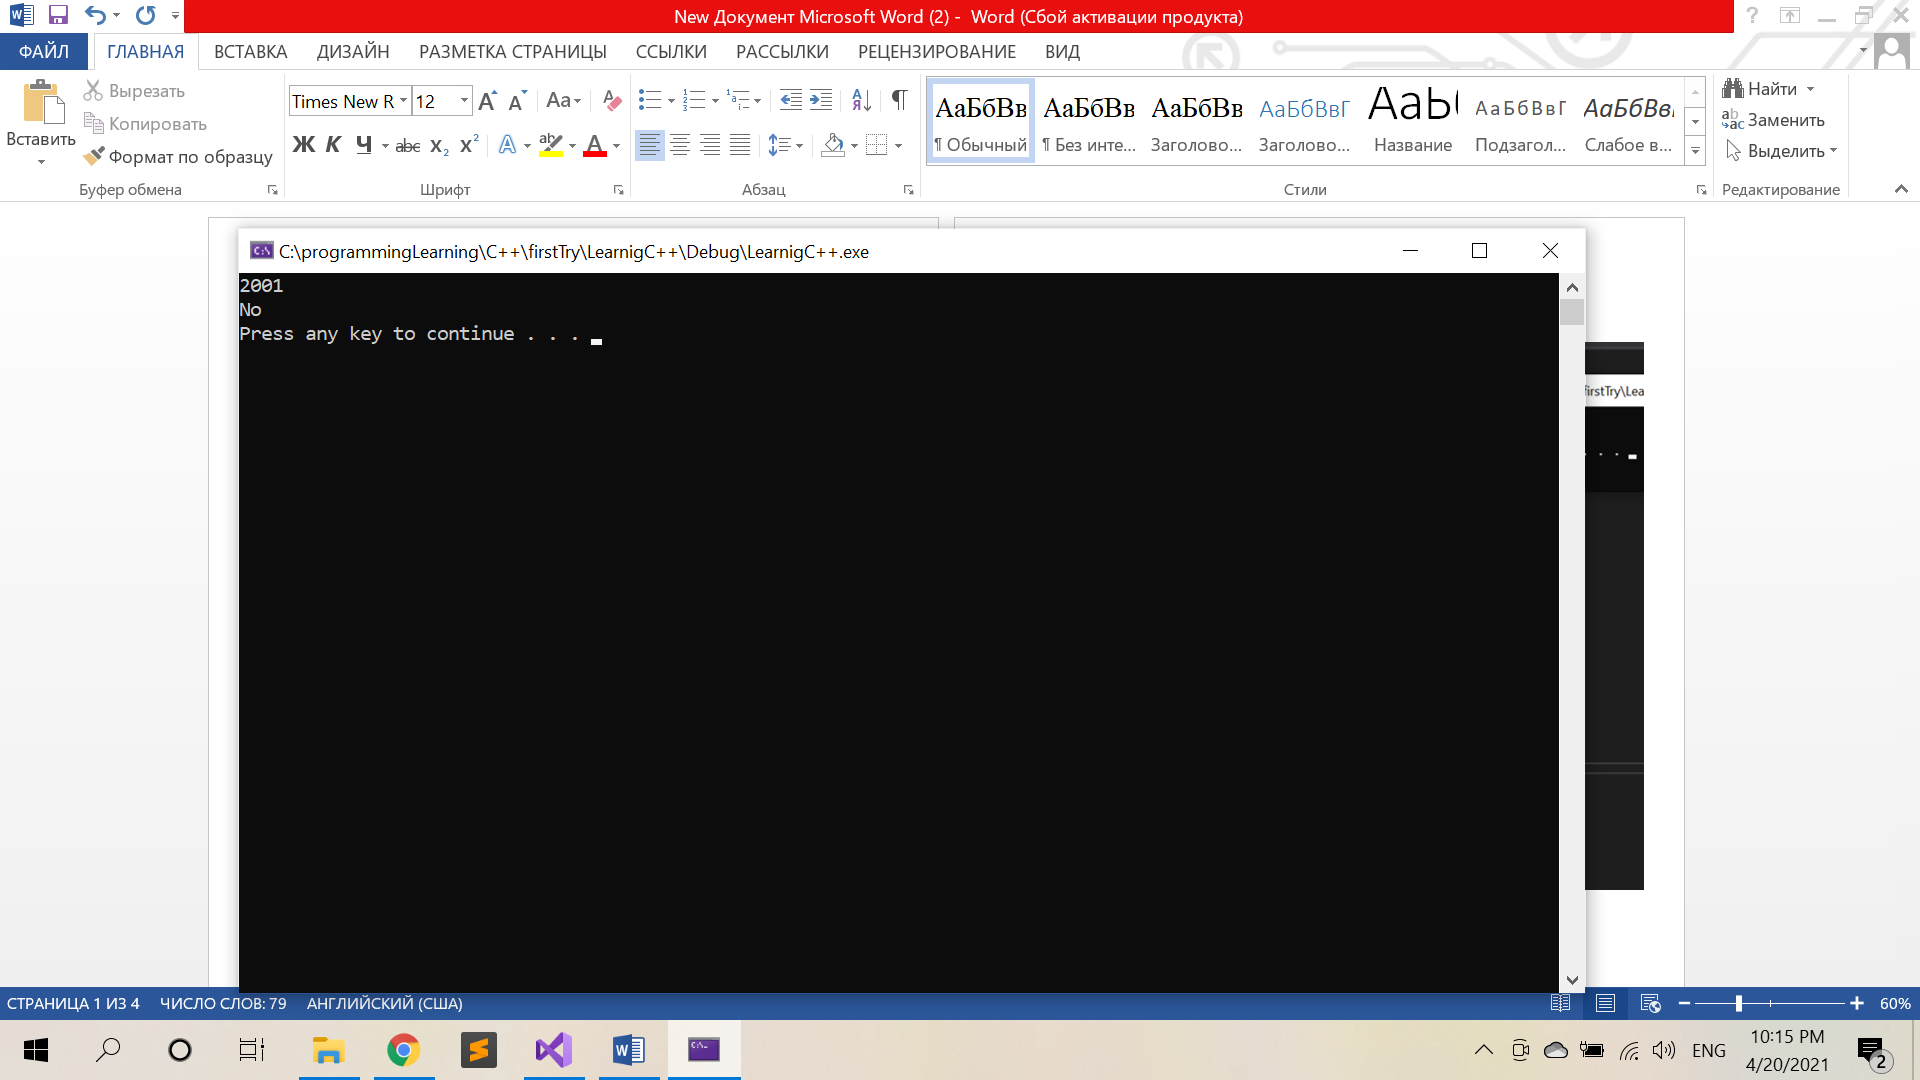 New Документ Microsoft Word (2) - Word (Сбой активации продукта)
ФАЙЛ ГЛАВНАЯ ВСТАВКА ДИЗАЙН РАЗМЕТКА СТРАНИЦЫ ССЫЛКИ РАССЫЛКИ РЕЦЕНЗИРОВАНИЕ ВИД
Вставить
Вырезать
Копировать
Формат по образцу
Буфер обмена
Times New R 12
Aa
Ж К Ч abc x₂ x² A ab A
Шрифт
Абзац
АаБбВв АаБбВв АаБбВв АаБбВвГ АаЬ АаБбВвГ АаБбВв
¶ Обычный ¶ Без инте... Заголово... Заголово... Название Подзагол... Слабое в...
Стили
Найти
Заменить
Выделить
Редактирование
C:\programmingLearning\C++\firstTry\LearnigC++\Debug\LearnigC++.exe
2001
No
Press any key to continue . . .
firstTry\Lea
СТРАНИЦА 1 ИЗ 4 ЧИСЛО СЛОВ: 79 АНГЛИЙСКИЙ (США) 60%
ENG
10:15 PM
4/20/2021
2